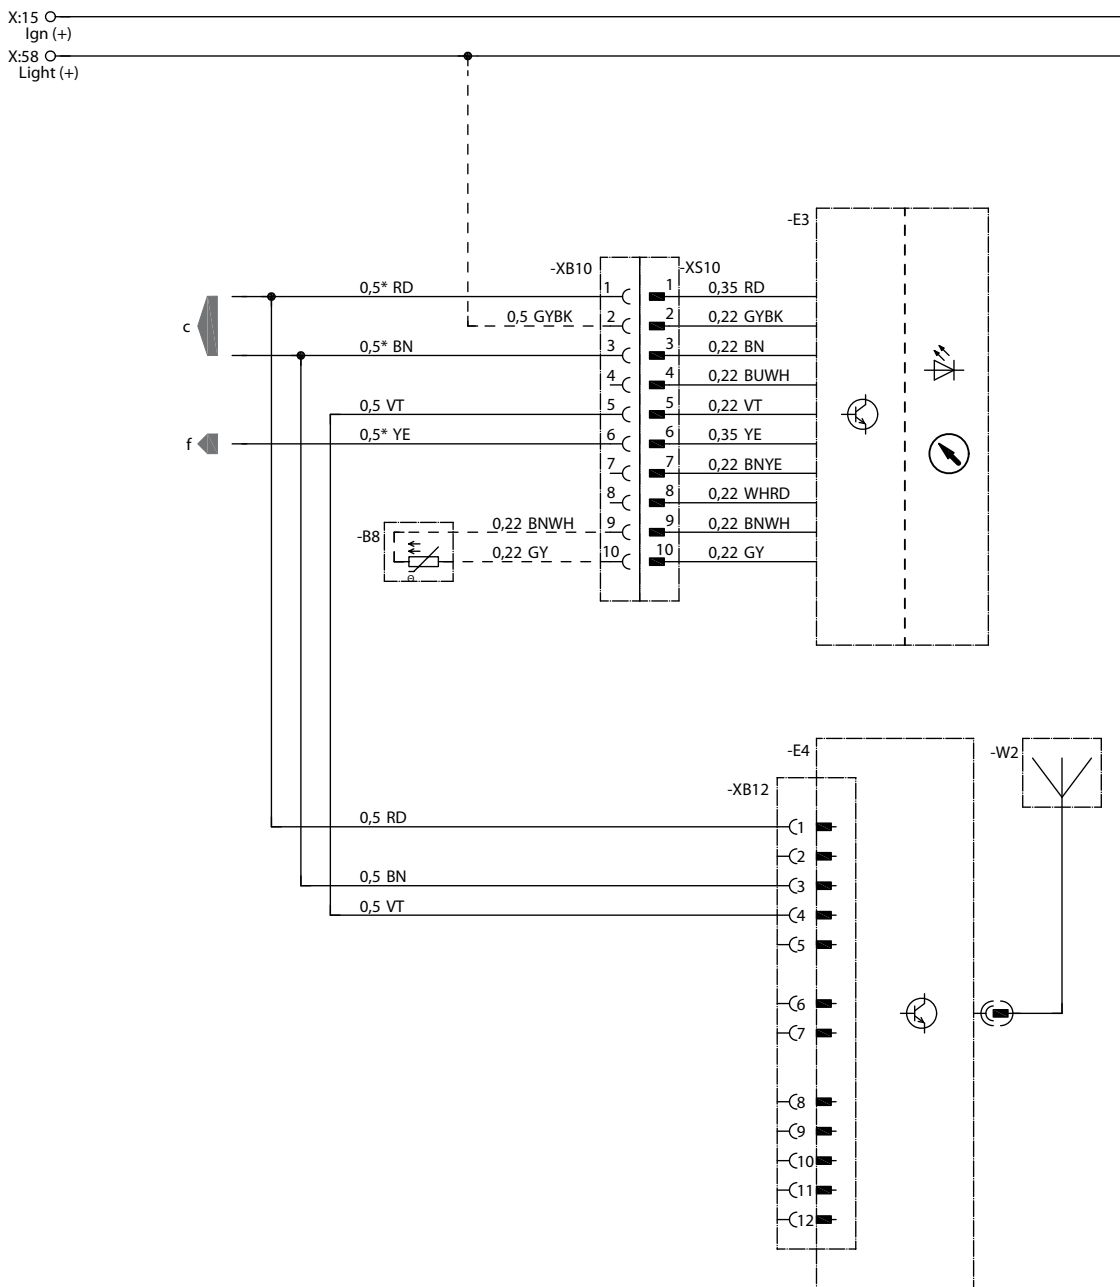 X:15
Ign (+)
X:58
Light (+)
-E3
-XB10
-XS10
0,5* RD
1
1
0,35 RD
0,5 GYBK
2
2
0,22 GYBK
c
0,5* BN
3
3
0,22 BN
4
4
0,22 BUWH
0,5 VT
5
5
0,22 VT
f
0,5* YE
6
6
0,35 YE
7
7
0,22 BNYE
8
8
0,22 WHRD
-B8
0,22 BNWH
9
9
0,22 BNWH
0,22 GY
10
10
0,22 GY
Θ
-E4
-W2
-XB12
0,5 RD
1
2
0,5 BN
3
0,5 VT
4
5
6
7
8
9
10
11
12